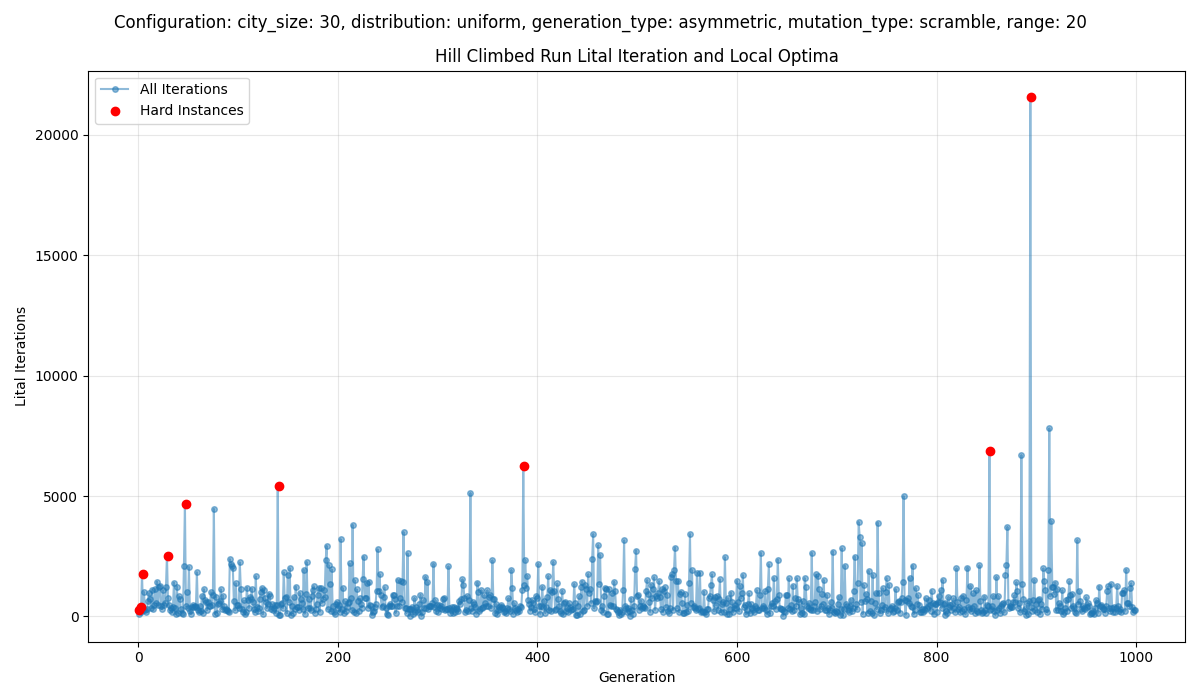 Configuration: city_size: 30, distribution: uniform, generation_type: asymmetric, mutation_type: scramble, range: 20
Hill Climbed Run Lital Iteration and Local Optima
All Iterations
Hard Instances
20000
15000
10000
5000
0
Lital Iterations
0 200 400 600 800 1000
Generation